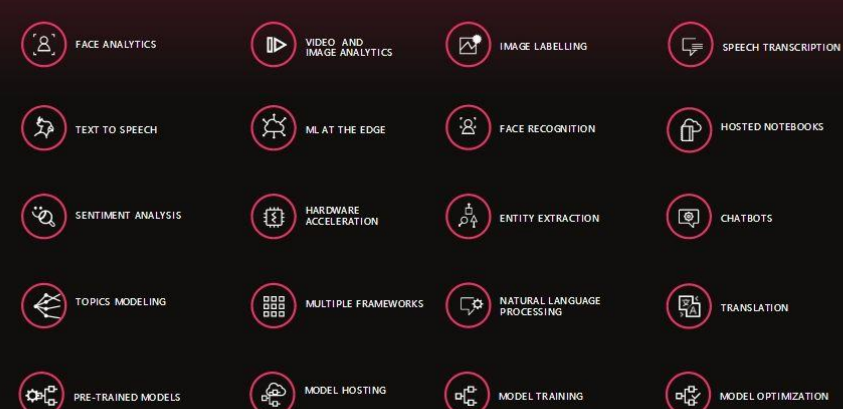 FACE ANALYTICS
VIDEO AND
IMAGE ANALYTICS
IMAGE LABELLING
SPEECH TRANSCRIPTION
TEXT TO SPEECH
ML AT THE EDGE
FACE RECOGNITION
HOSTED NOTEBOOKS
SENTIMENT ANALYSIS
HARDWARE
ACCELERATION
ENTITY EXTRACTION
CHATBOTS
TOPICS MODELING
MULTIPLE FRAMEWORKS
NATURAL LANGUAGE
PROCESSING
TRANSLATION
PRE-TRAINED MODELS
MODEL HOSTING
MODEL TRAINING
MODEL OPTIMIZATION